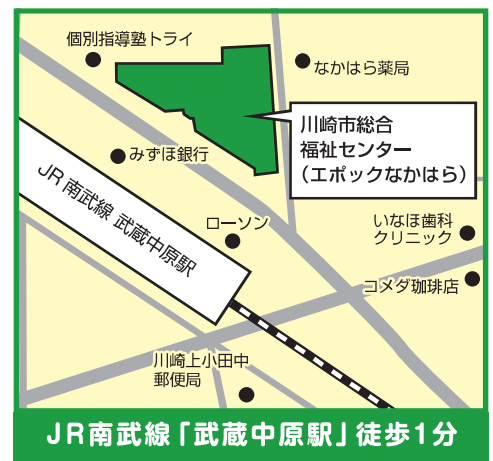 個別指導塾トライ
なかはら薬局
川崎市総合
福祉センター
（エポックなかはら）
みずほ銀行
JR 南武線 武蔵中原駅
ローソン
いなほ歯科
クリニック
コメダ珈琲店
川崎上小田中
郵便局
JR南武線「武蔵中原駅」徒歩1分